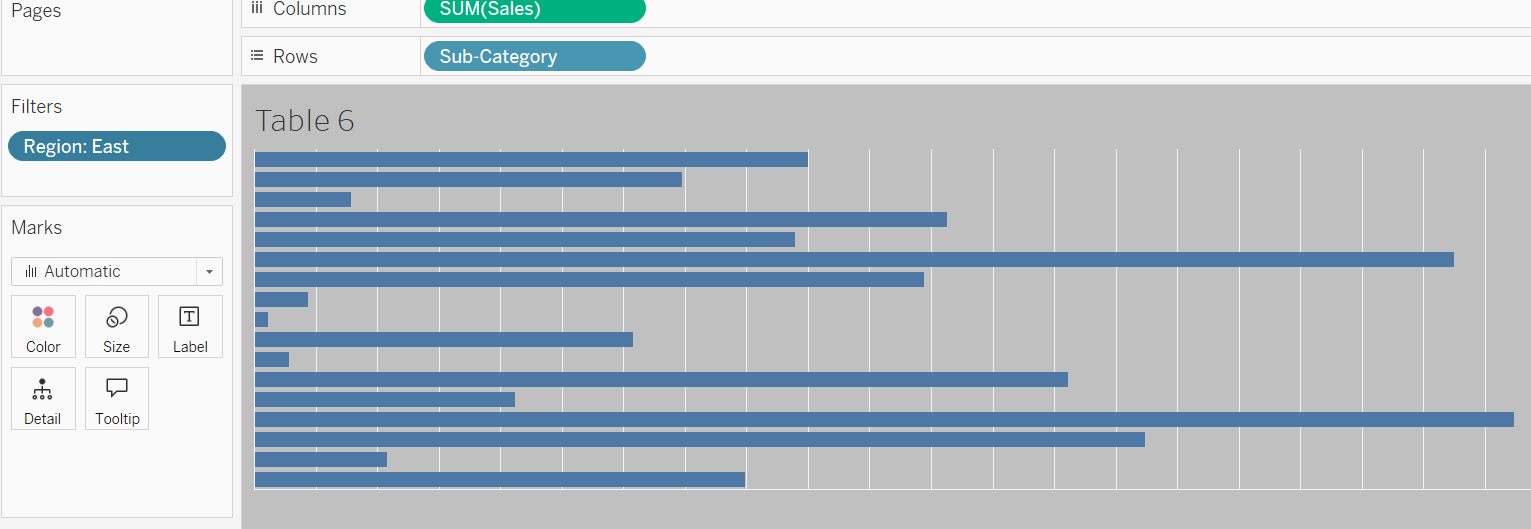 Pages
Columns
SUM(Sales)
Rows
Sub-Category
Filters
Region: East
Marks
Automatic
Color
Size
Label
Detail
Tooltip
Table 6